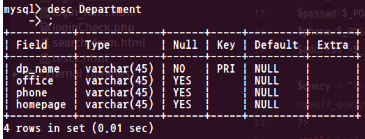 mysql> desc Department
    -> ;
+----------+-------------+------+-----+---------+-------+
| Field    | Type        | Null | Key | Default | Extra |
+----------+-------------+------+-----+---------+-------+
| dp_name  | varchar(45) | NO   | PRI | NULL    |       |
| office   | varchar(45) | YES  |     | NULL    |       |
| phone    | varchar(45) | YES  |     | NULL    |       |
| homepage | varchar(45) | YES  |     | NULL    |       |
+----------+-------------+------+-----+---------+-------+
4 rows in set (0.01 sec)